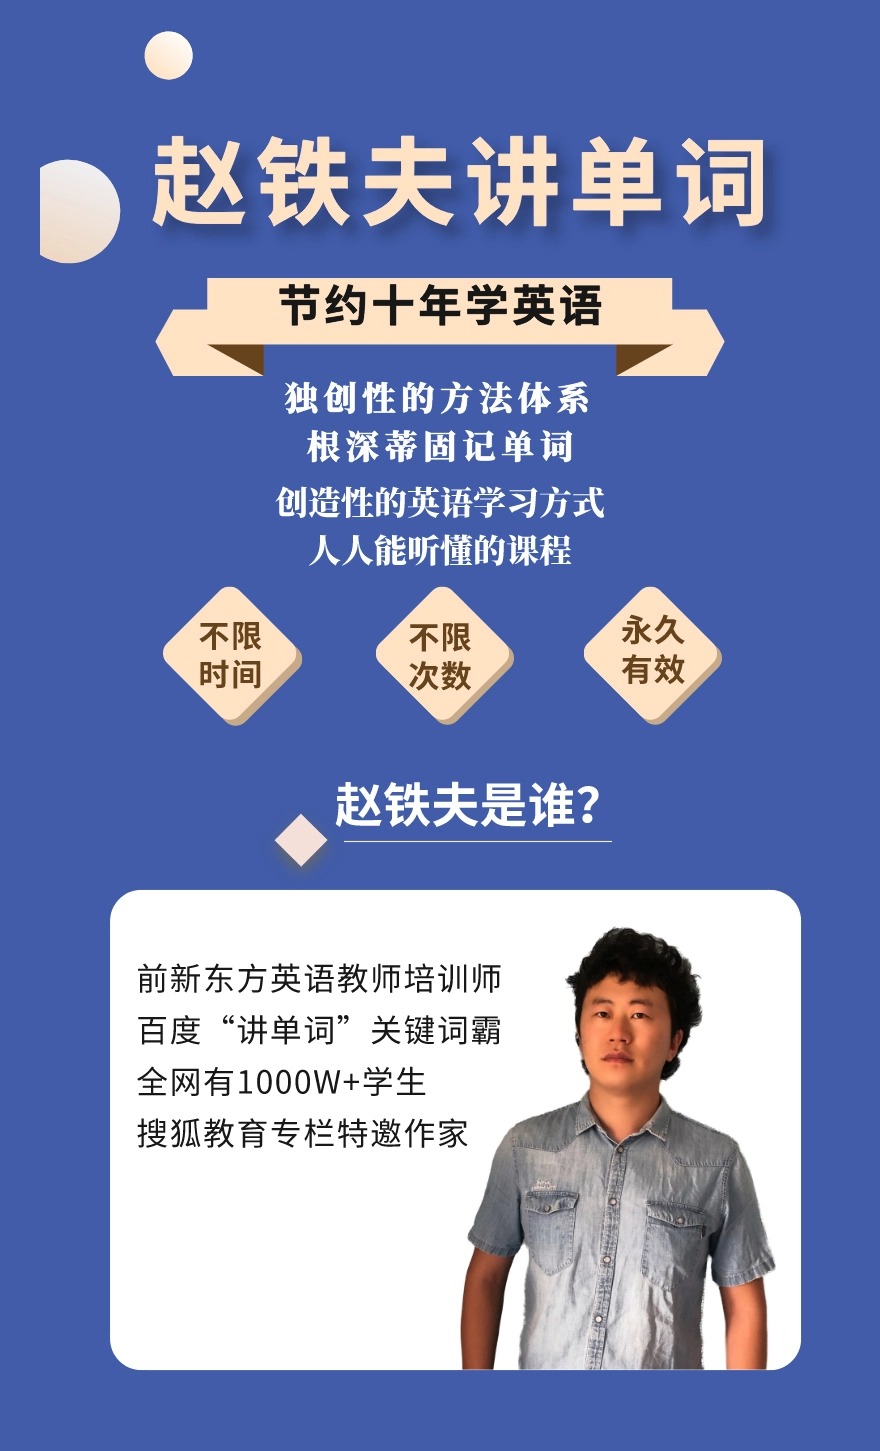 赵铁夫讲单词
节约十年学英语
独创性的方法体系
根深蒂固记单词
创造性的英语学习方式
人人能听懂的课程
不限
时间
不限
次数
永久
有效
赵铁夫是谁?
前新东方英语教师培训师
百度“讲单词”关键词霸
全网有1000W+学生
搜狐教育专栏特邀作家